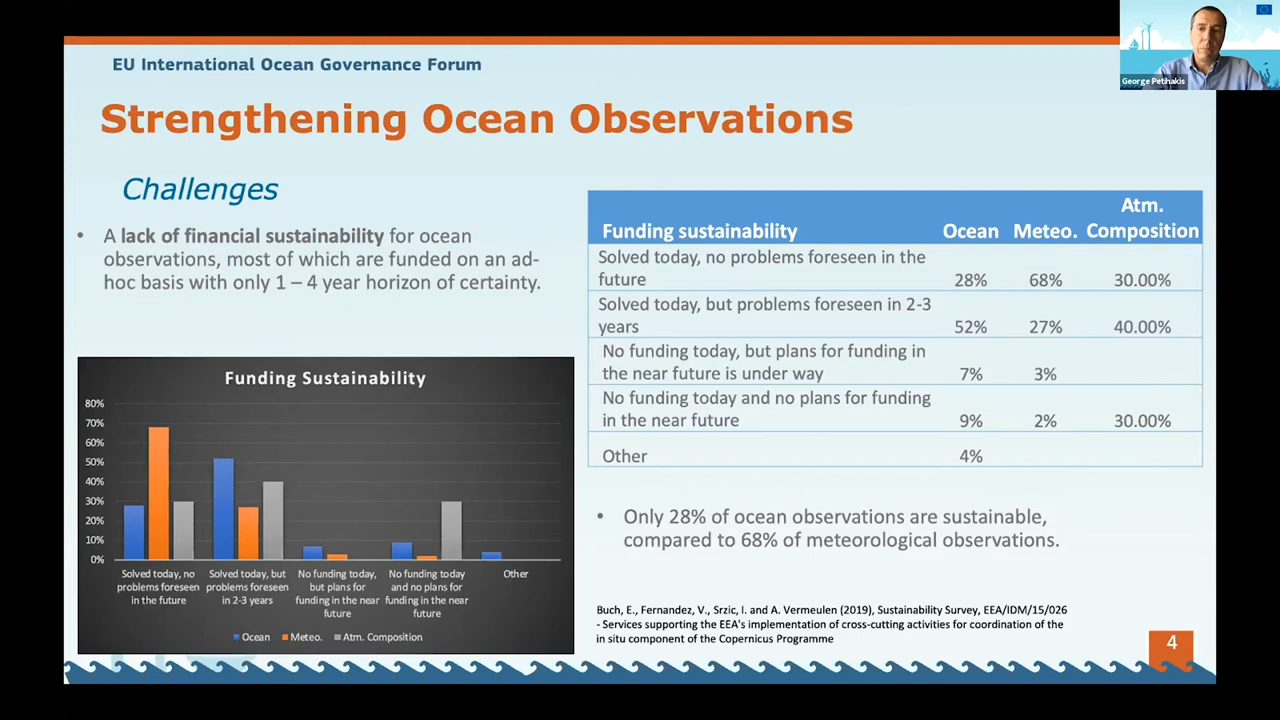 George Petihakis
EU International Ocean Governance Forum
Strengthening Ocean Observations
Challenges
• A lack of financial sustainability for ocean
observations, most of which are funded on an ad-
hoc basis with only 1 – 4 year horizon of certainty.
Funding Sustainability
80%
70%
60%
50%
40%
30%
20%
10%
0%
Solved today, no problems foreseen in the future
Solved today, but problems foreseen in 2-3 years
No funding today, but plans for funding in the near future
No funding today and no plans for funding in the near future
Other
Ocean Meteo. Atm. Composition
Atm.
Funding sustainability Ocean Meteo. Composition
Solved today, no problems foreseen in the
future 28% 68% 30.00%
Solved today, but problems foreseen in 2-3
years 52% 27% 40.00%
No funding today, but plans for funding in
the near future is under way 7% 3%
No funding today and no plans for funding
in the near future 9% 2% 30.00%
Other 4%
• Only 28% of ocean observations are sustainable,
compared to 68% of meteorological observations.
Buch, E., Fernandez, V., Srzic, I. and A. Vermeulen (2019), Sustainability Survey, EEA/IDM/15/026
- Services supporting the EEA's implementation of cross-cutting activities for coordination of the
in situ component of the Copernicus Programme
4